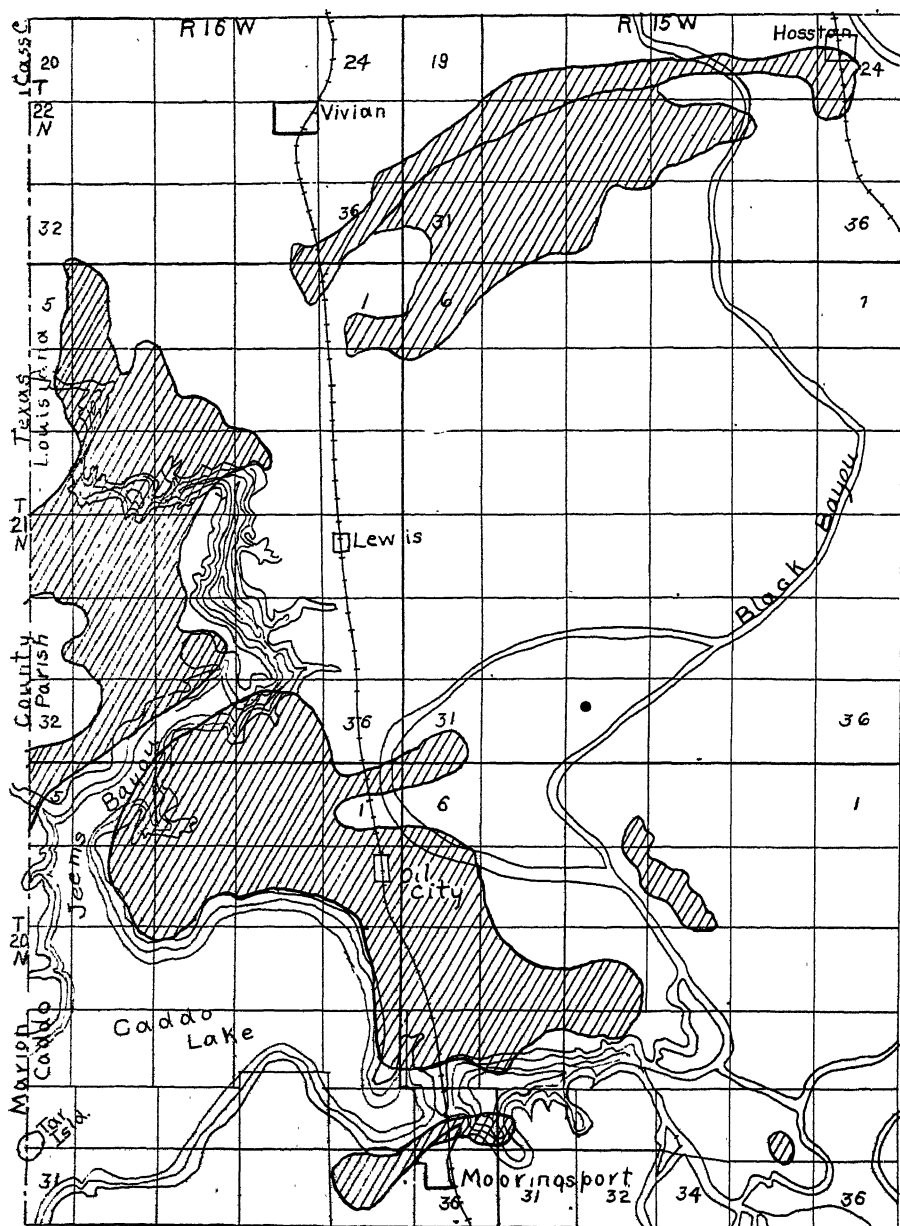 R 16 W
R 15 W
Hosston
Casse
20
24
19
24
T
22
N
Vivian
32
36
31
36
5
1
6
1
Texas
Louisiana
T
21
N
Lewis
Black Bayou
County
Parish
32
36
31
36
5
Jeems Bayou
1
6
1
Oil
City
T
20
N
Caddo
Lake
Marion
Caddo
Tar
Isld.
31
Mooringsport
36
31
32
34
36